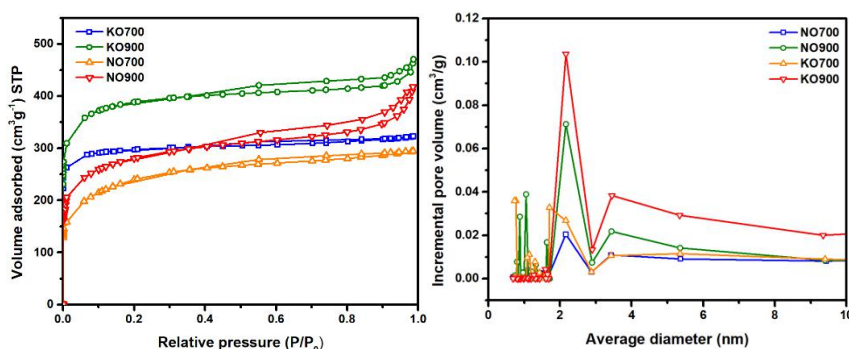 KO700
KO900
NO700
NO900
500
400
300
200
100
0
0.0
0.2
0.4
0.6
0.8
1.0
Volume adsorbed (cm³g⁻¹) STP
Relative pressure (P/P₀)
NO700
NO900
KO700
KO900
0.12
0.10
0.08
0.06
0.04
0.02
0.00
0
2
4
6
8
10
Incremental pore volume (cm³/g)
Average diameter (nm)